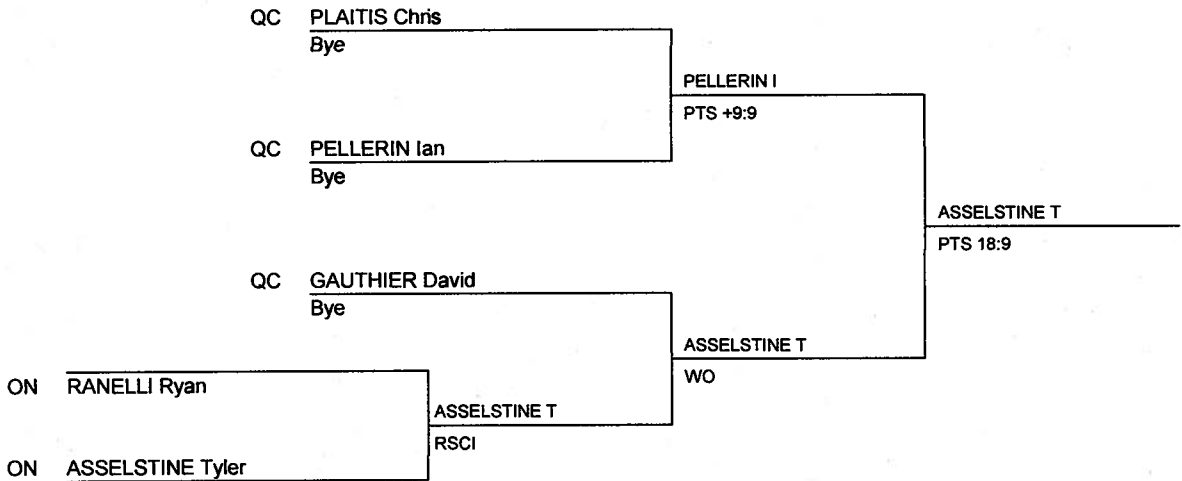 QC PLAITIS Chris
Bye
PELLERIN I
PTS +9:9
QC PELLERIN Ian
Bye
ASSELSTINE T
PTS 18:9
QC GAUTHIER David
Bye
ASSELSTINE T
WO
ON RANELLI Ryan
ASSELSTINE T
RSCI
ON ASSELSTINE Tyler